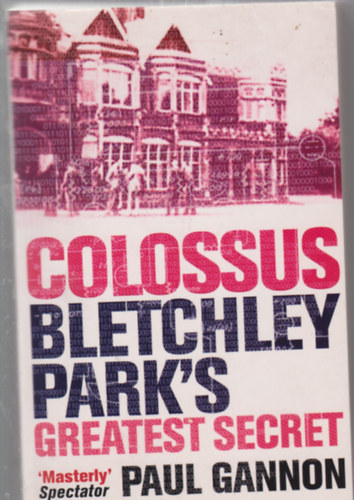 COLOSSUS
BLETCHLEY
PARK'S
GREATEST SECRET
'Masterly'
Spectator
PAUL GANNON